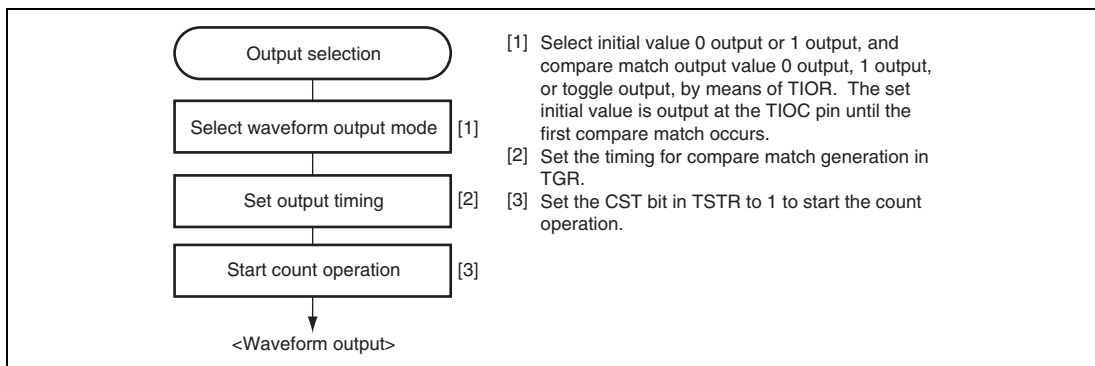 Output selection
Select waveform output mode [1]
Set output timing [2]
Start count operation [3]
<Waveform output>
[1] Select initial value 0 output or 1 output, and
compare match output value 0 output, 1 output,
or toggle output, by means of TIOR. The set
initial value is output at the TIOC pin until the
first compare match occurs.
[2] Set the timing for compare match generation in
TGR.
[3] Set the CST bit in TSTR to 1 to start the count
operation.